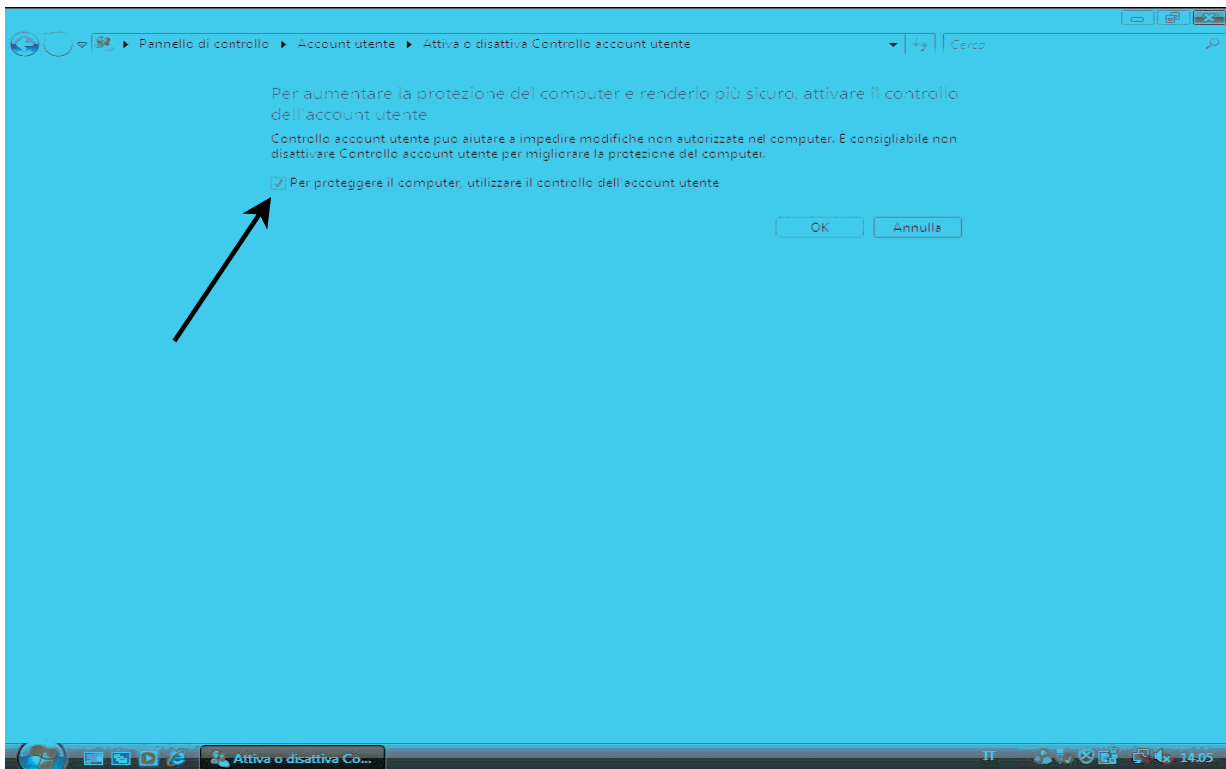 Pannello di controllo Account utente Attiva o disattiva Controllo account utente Cerca
Per aumentare la protezione del computer e renderlo più sicuro, attivare il controllo
dell'account utente
Controllo account utente può aiutare a impedire modifiche non autorizzate nel computer. È consigliabile non
disattivare Controllo account utente per migliorare la protezione del computer.
Per proteggere il computer, utilizzare il controllo dell'account utente
OK Annulla
Attiva o disattiva Co... IT 14.05